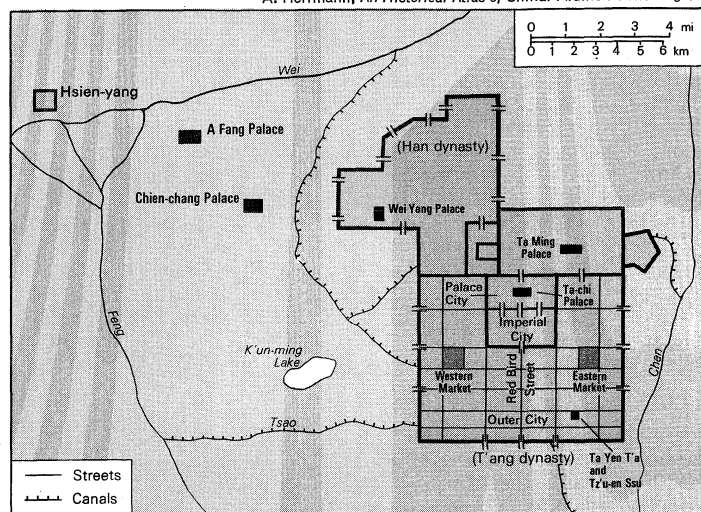 A. Herrmann, An Historical Atlas of China.
0 1 2 3 4 mi
0 1 2 3 4 5 6 km
Wei
Hsien-yang
A Fang Palace
(Han dynasty)
Chien-chang Palace
Wei Yang Palace
Ta Ming
Palace
Palace
City
Ta-chi
Palace
Imperial
City
Feng
K'un-ming
Lake
Western
Market
Red Bird
Street
Eastern
Market
Chan
Tsao
Outer City
(T'ang dynasty)
Ta Yen T'a
and
Tz'u-en Ssu
Streets
Canals